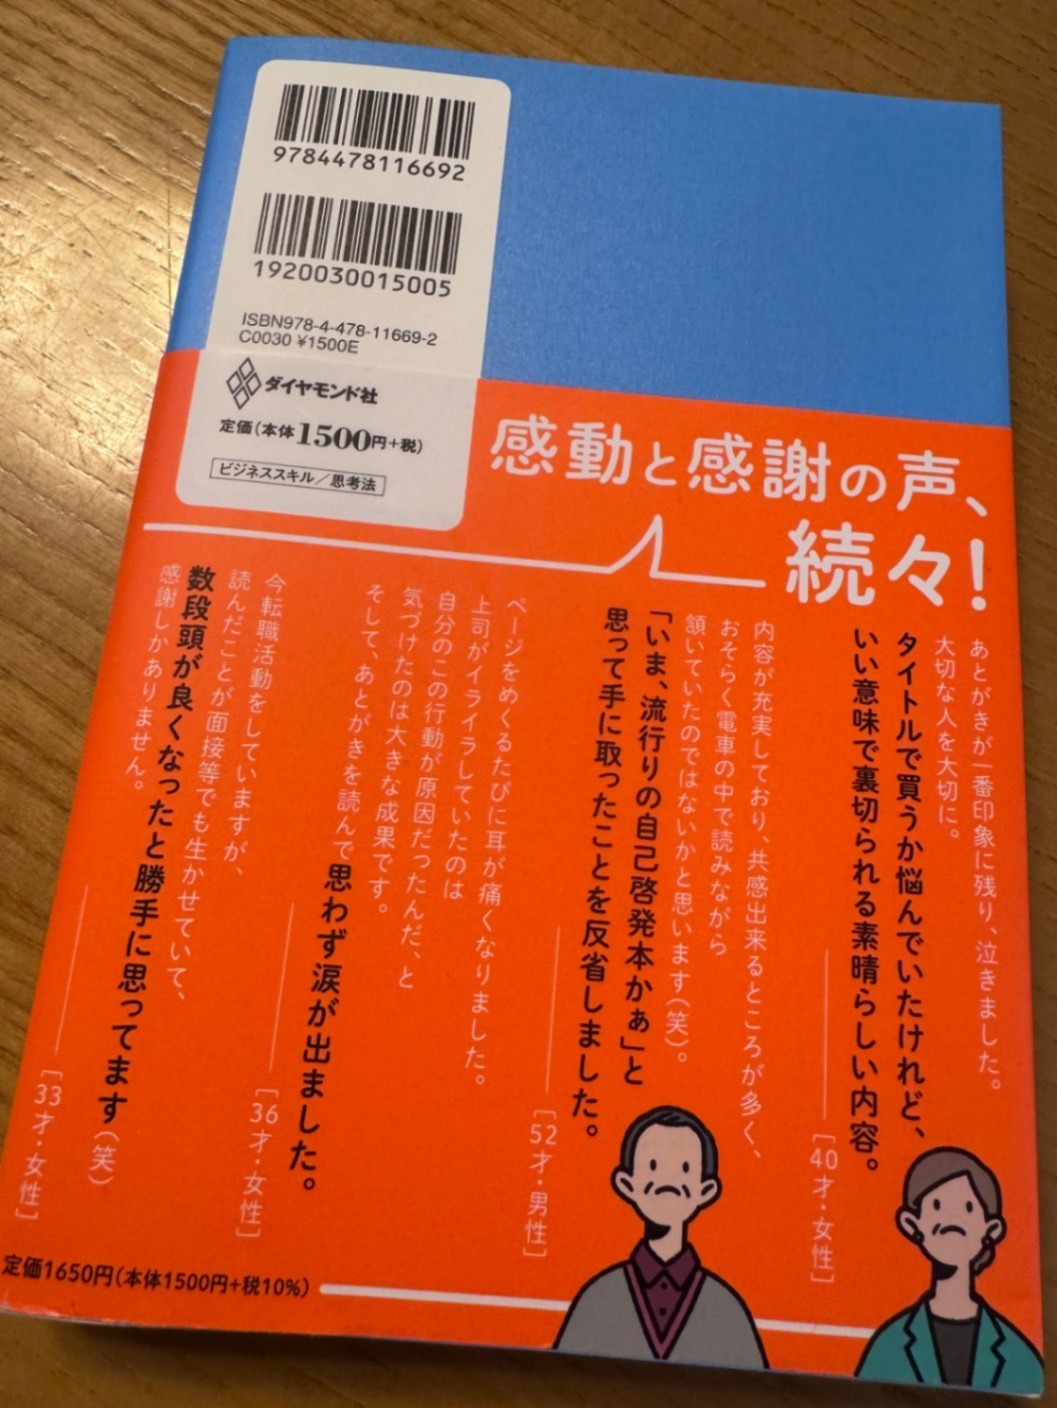 9784478116692
1920030015005
ISBN978-4-478-11669-2
C0030 ¥1500E
ダイヤモンド社
定価(本体1500円+税)
ビジネススキル/思考法
感動と感謝の声、
続々!
あとがきが一番印象に残り、泣きました。
大切な人を大切に。
タイトルで買うか悩んでいたけれど、
いい意味で裏切られる素晴らしい内容。
[40才・女性]
内容が充実しており、共感出来るところが多く、
おそらく電車の中で読みながら
頷いていたのではないかと思います(笑)。
「いま、流行りの自己啓発本かぁ」と
思って手に取ったことを反省しました。
[52才・男性]
ページをめくるたびに耳が痛くなりました。
上司がイライラしていたのは
自分のこの行動が原因だったんだ、と
気づけたのは大きな成果です。
そして、あとがきを読んで思わず涙が出ました。
[36才・女性]
今転職活動をしていますが、
読んだことが面接等でも生かせていて、
数段頭が良くなったと勝手に思ってます(笑)
感謝しかありません。
[33才・女性]
定価1650円(本体1500円+税10%)